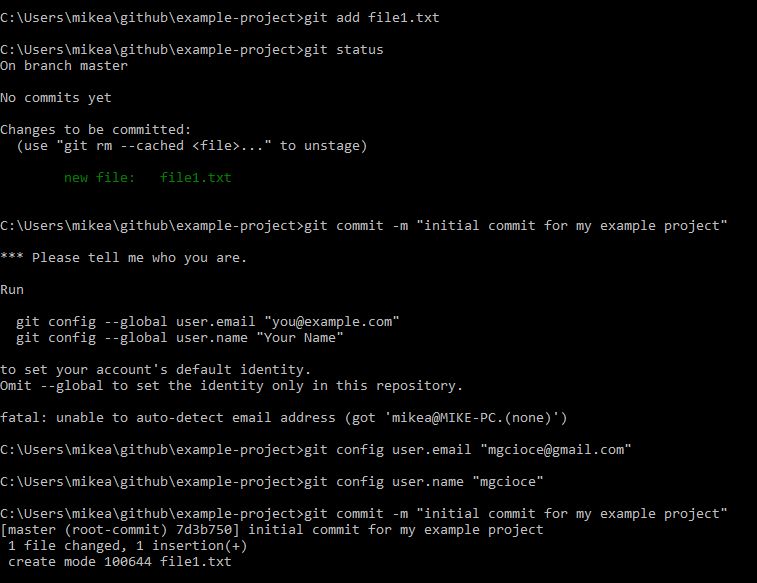 C:\Users\mikea\github\example-project>git add file1.txt
C:\Users\mikea\github\example-project>git status
On branch master
No commits yet
Changes to be committed:
  (use "git rm --cached <file>..." to unstage)
        new file:   file1.txt
C:\Users\mikea\github\example-project>git commit -m "initial commit for my example project"
*** Please tell me who you are.
Run
  git config --global user.email "you@example.com"
  git config --global user.name "Your Name"
to set your account's default identity.
Omit --global to set the identity only in this repository.
fatal: unable to auto-detect email address (got 'mikea@MIKE-PC.(none)')
C:\Users\mikea\github\example-project>git config user.email "mgcioce@gmail.com"
C:\Users\mikea\github\example-project>git config user.name "mgcioce"
C:\Users\mikea\github\example-project>git commit -m "initial commit for my example project"
[master (root-commit) 7d3b750] initial commit for my example project
 1 file changed, 1 insertion(+)
 create mode 100644 file1.txt